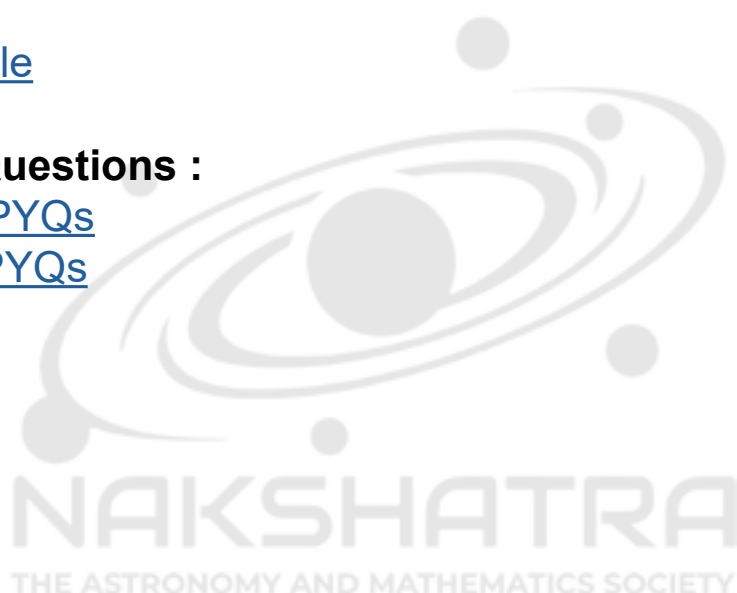 le
uestions :
PYQs
PYQs
NAKSHATRA
THE ASTRONOMY AND MATHEMATICS SOCIETY